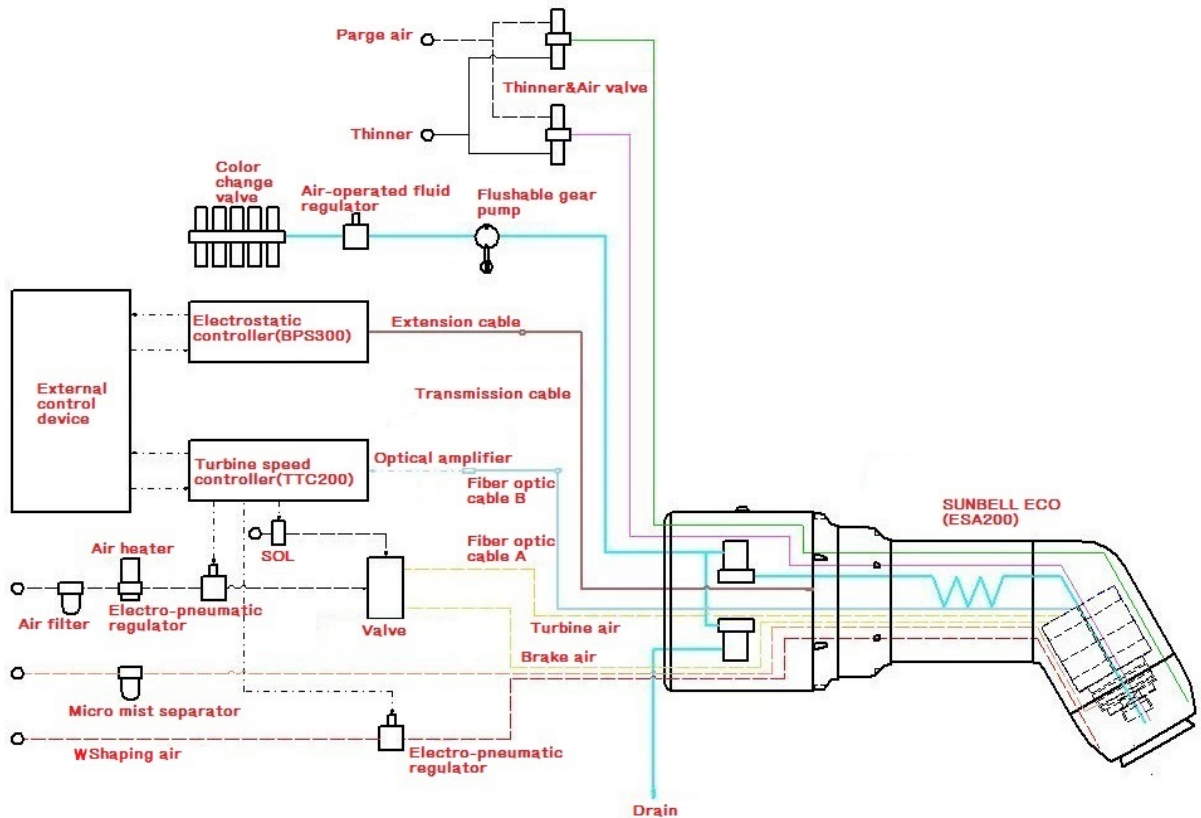 Parge air
Thinner&Air valve
Thinner
Color
change
valve
Air-operated fluid
regulator
Flushable gear
pump
Electrostatic
controller(BPS300)
Extension cable
External
control
device
Transmission cable
Turbine speed
controller(TTC200)
Optical amplifier
Fiber optic
cable B
SUNBELL ECO
(ESA200)
Air heater
SOL
Fiber optic
cable A
Air filter
Electro-pneumatic
regulator
Valve
Turbine air
Brake air
Micro mist separator
WShaping air
Electro-pneumatic
regulator
Drain